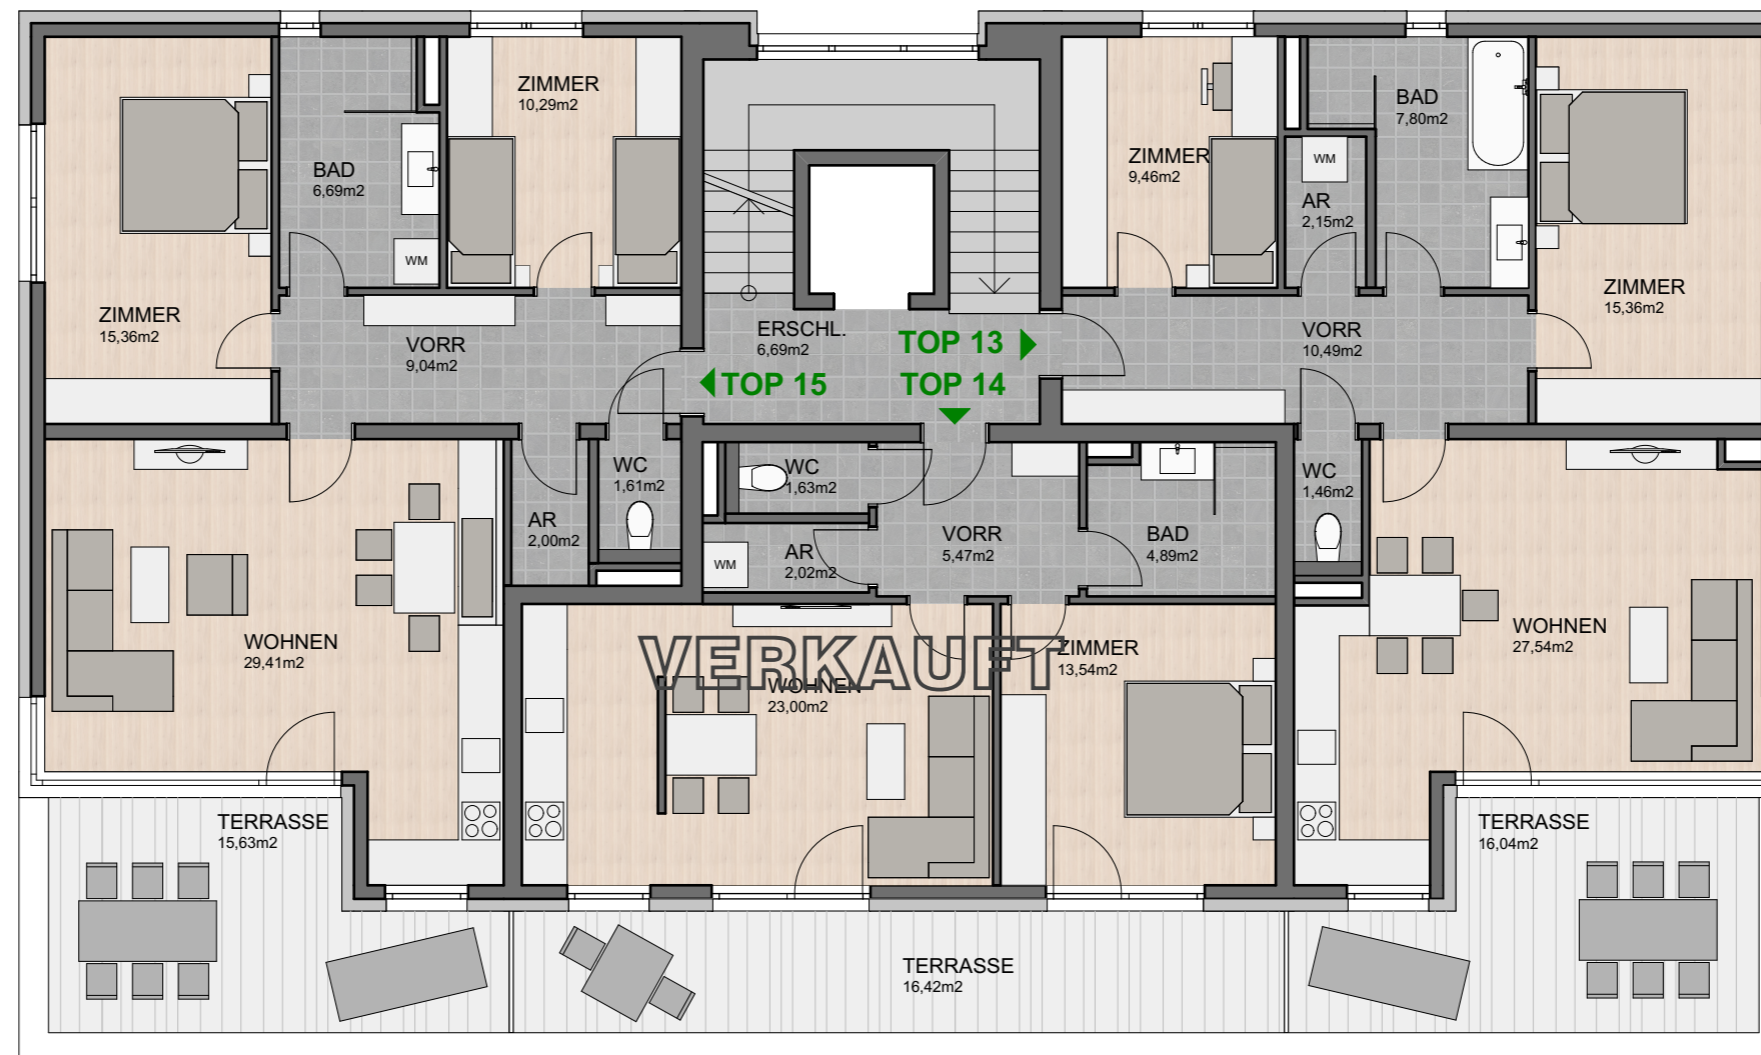 ZIMMER
10,29m2
BAD
7,80m2
BAD
6,69m2
ZIMMER
9,46m2
WM
AR
2,15m2
WM
ZIMMER
15,36m2
ZIMMER
15,36m2
VORR
9,04m2
ERSCHL.
6,69m2
TOP 13
VORR
10,49m2
TOP 15
TOP 14
WC
1,61m2
WC
1,63m2
WC
1,46m2
AR
2,00m2
VORR
5,47m2
BAD
4,89m2
AR
2,02m2
WM
WOHNEN
29,41m2
WOHNEN
27,54m2
VERKAUFT
ZIMMER
13,54m2
WOHNEN
23,00m2
TERRASSE
15,63m2
TERRASSE
16,04m2
TERRASSE
16,42m2